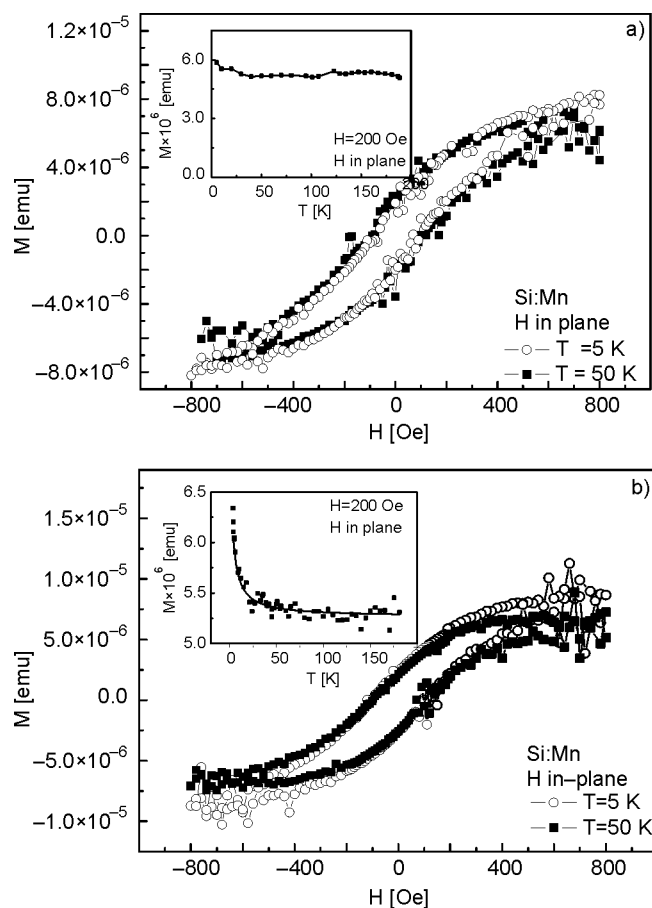 1.2×10⁻⁵
8.0×10⁻⁶
4.0×10⁻⁶
0.0
−4.0×10⁻⁶
−8.0×10⁻⁶
M [emu]
a)
6.0
4.0
2.0
0.0
M×10⁶ [emu]
H=200 Oe
H in plane
0 50 100 150 200
T [K]
Si:Mn
H in plane
T =5 K
T = 50 K
−800 −400 0 400 800
H [Oe]
b)
1.5×10⁻⁵
1.0×10⁻⁵
5.0×10⁻⁶
0.0
−5.0×10⁻⁶
−1.0×10⁻⁵
M [emu]
6.5
6.0
5.5
5.0
M×10⁶ [emu]
H=200 Oe
H in plane
0 50 100 150
T [K]
Si:Mn
H in–plane
T=5 K
T=50 K
−800 −400 0 400 800
H [Oe]